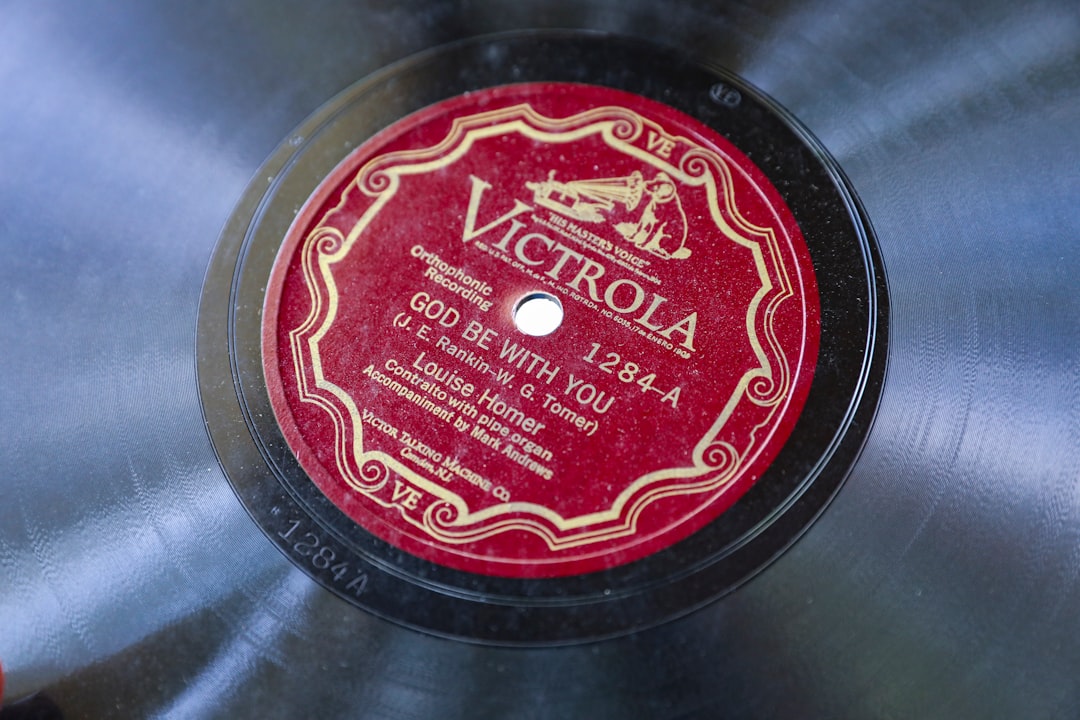 VE
VE
"HIS MASTER'S VOICE"
VICTROLA
Orthophonic
Recording
1284-A
GOD BE WITH YOU
(J. E. Rankin-W. G. Tomer)
Louise Homer
Contralto with pipe organ
Accompaniment by Mark Andrews
VICTOR TALKING MACHINE CO.
Camden, N.J.
VE
1284A